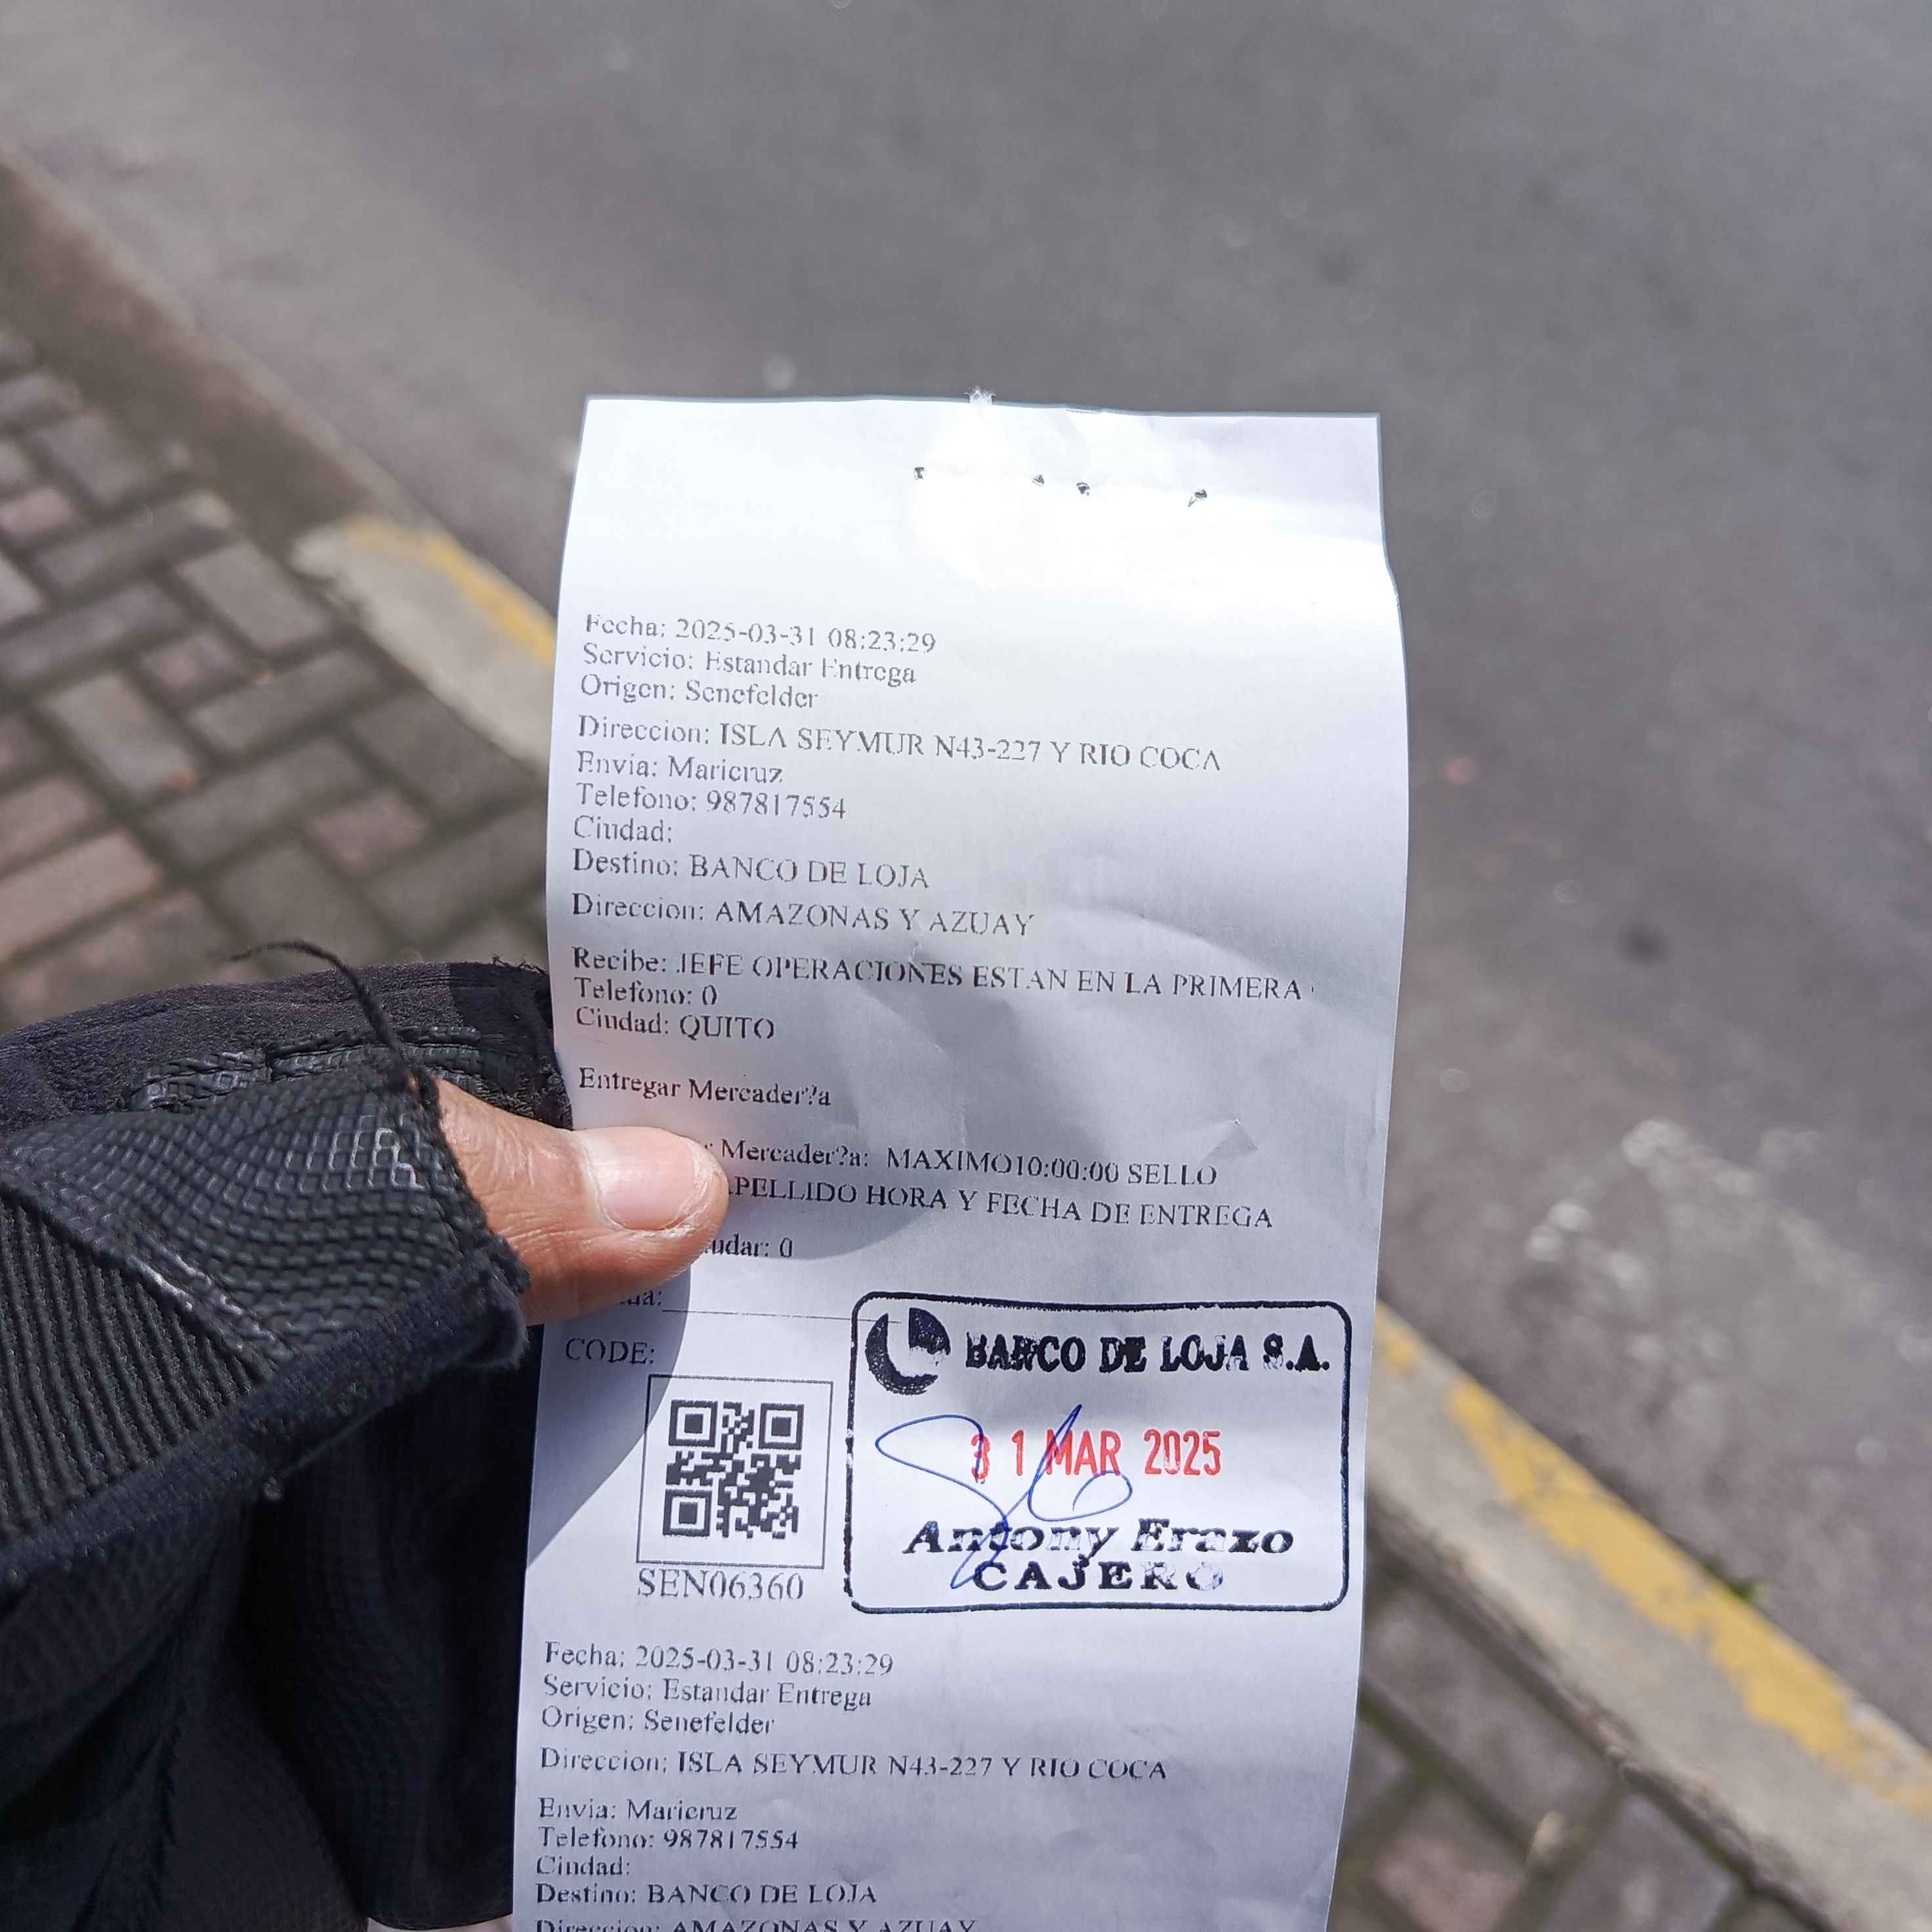 Fecha: 2025-03-31 08:23:29
Servicio: Estandar Entrega
Origen: Senefelder
Direccion: ISLA SEYMUR N43-227 Y RIO COCA
Envia: Maricruz
Telefono: 987817554
Ciudad:
Destino: BANCO DE LOJA
Direccion: AMAZONAS Y AZUAY
Recibe: JEFE OPERACIONES ESTAN EN LA PRIMERA
Telefono: 0
Ciudad: QUITO
Entregar Mercader?a
Mercader?a: MAXIMO10:00:00 SELLO
APELLIDO HORA Y FECHA DE ENTREGA
udar: 0
CODE:
BANCO DE LOJA S.A.
31 MAR 2025
Antony Erazo
CAJERO
SEN06360
Fecha: 2025-03-31 08:23:29
Servicio: Estandar Entrega
Origen: Senefelder
Direccion: ISLA SEYMUR N43-227 Y RIO COCA
Envia: Maricruz
Telefono: 987817554
Ciudad:
Destino: BANCO DE LOJA
Direccion: AMAZONAS Y AZUAY